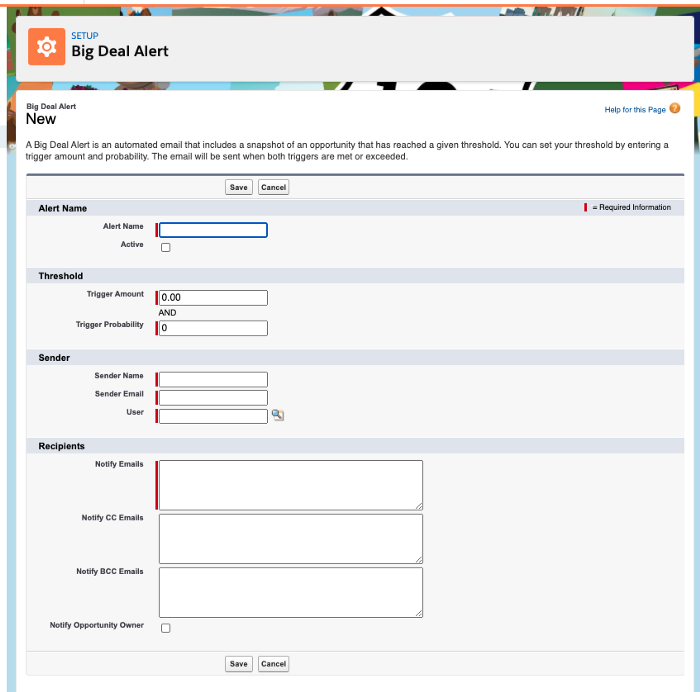 SETUP
Big Deal Alert
Big Deal Alert
New
Help for this Page
A Big Deal Alert is an automated email that includes a snapshot of an opportunity that has reached a given threshold. You can set your threshold by entering a
trigger amount and probability. The email will be sent when both triggers are met or exceeded.
Save Cancel
Alert Name
= Required Information
Alert Name
Active
Threshold
Trigger Amount 0.00
AND
Trigger Probability 0
Sender
Sender Name
Sender Email
User
Recipients
Notify Emails
Notify CC Emails
Notify BCC Emails
Notify Opportunity Owner
Save Cancel